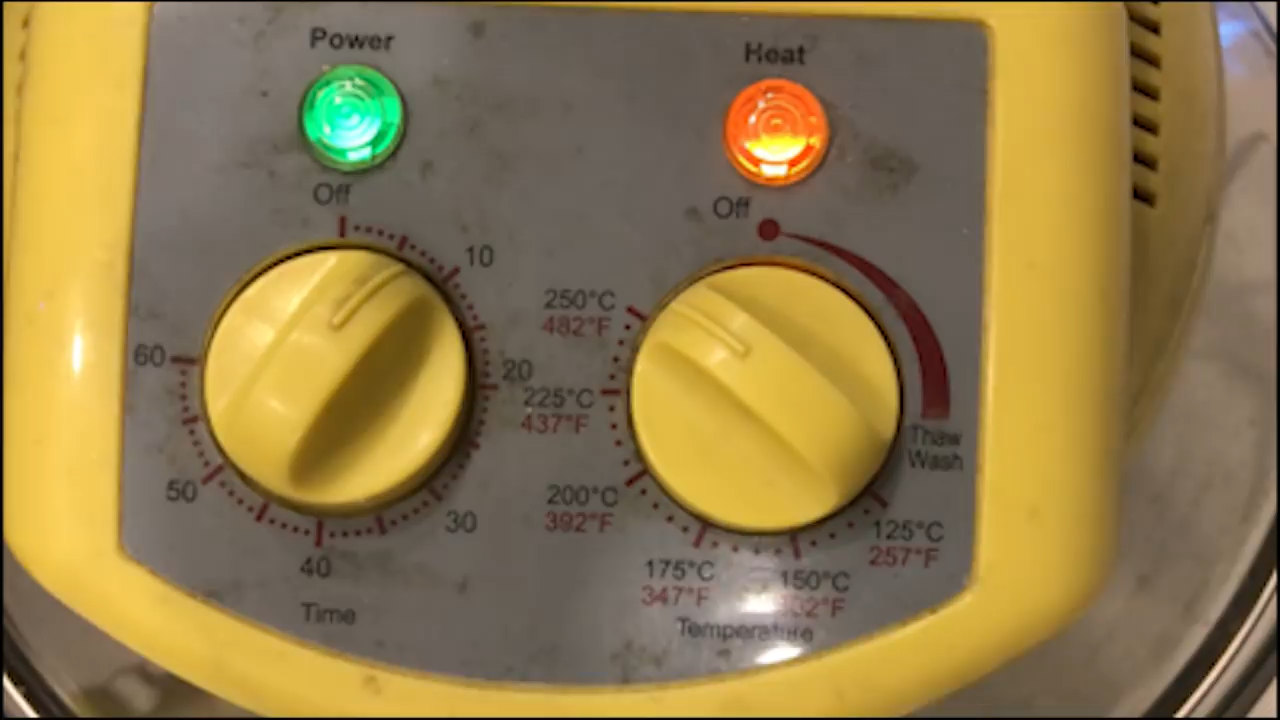 Power
Heat
Off
Off
10
20
30
40
50
60
Time
250°C
482°F
225°C
437°F
200°C
392°F
175°C
347°F
150°C
125°C
257°F
Thaw
Wash
Temperature